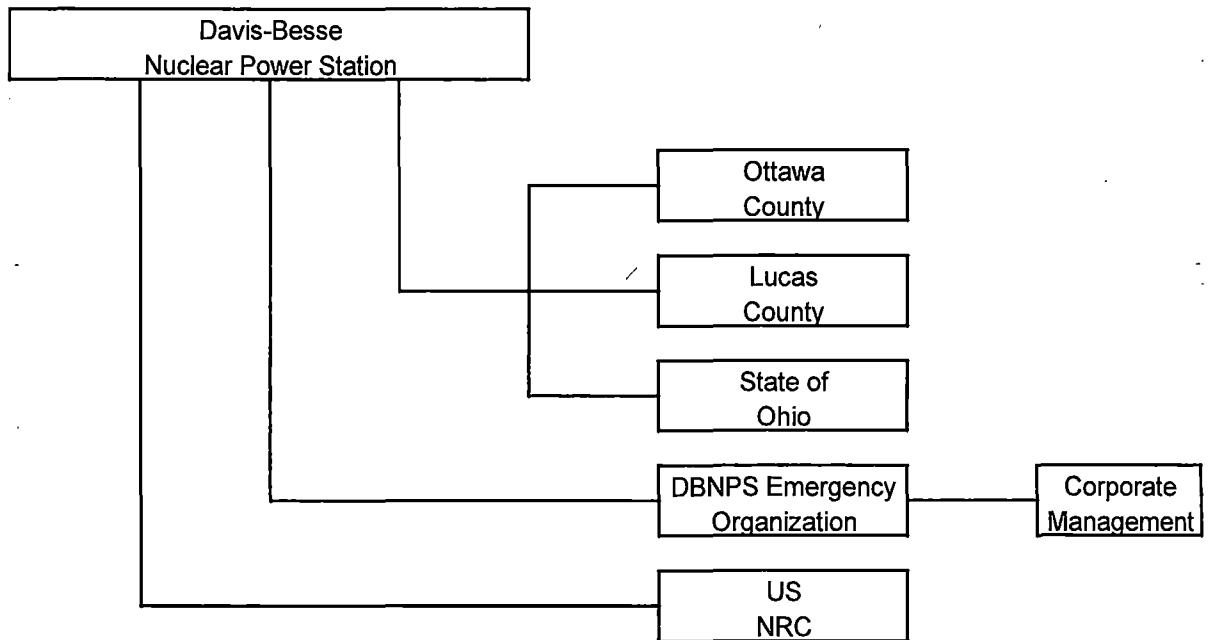 Davis-Besse
Nuclear Power Station
Ottawa
County
Lucas
County
State of
Ohio
DBNPS Emergency
Organization
Corporate
Management
US
NRC